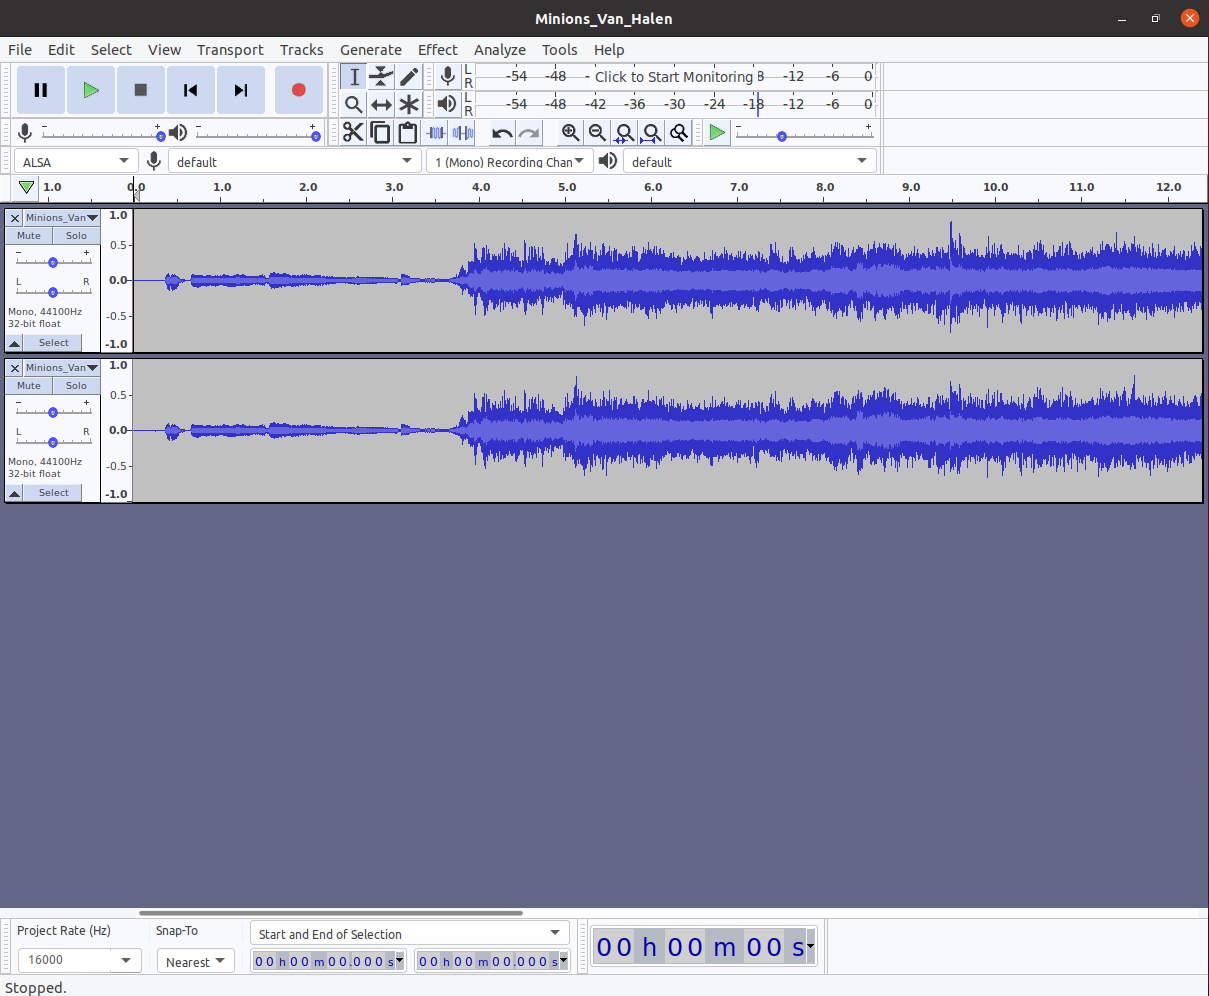 Minions_Van_Halen
File Edit Select View Transport Tracks Generate Effect Analyze Tools Help
L R -54 -48 - Click to Start Monitoring 8 -12 -6 0
L R -54 -48 -42 -36 -30 -24 -18 -12 -6 0
- + - + - +
ALSA default 1 (Mono) Recording Chan default
1.0 0.0 1.0 2.0 3.0 4.0 5.0 6.0 7.0 8.0 9.0 10.0 11.0 12.0
Minions_Van 1.0
Mute Solo
0.5
- +
0.0
L R
Mono, 44100Hz
-0.5
32-bit float
Select -1.0
Minions_Van 1.0
Mute Solo
0.5
- +
0.0
L R
Mono, 44100Hz
-0.5
32-bit float
Select -1.0
Project Rate (Hz) Snap-To Start and End of Selection
16000 Nearest 00 h 00 m 00.000 s 00 h 00 m 00.000 s 00 h 00 m 00 s
Stopped.